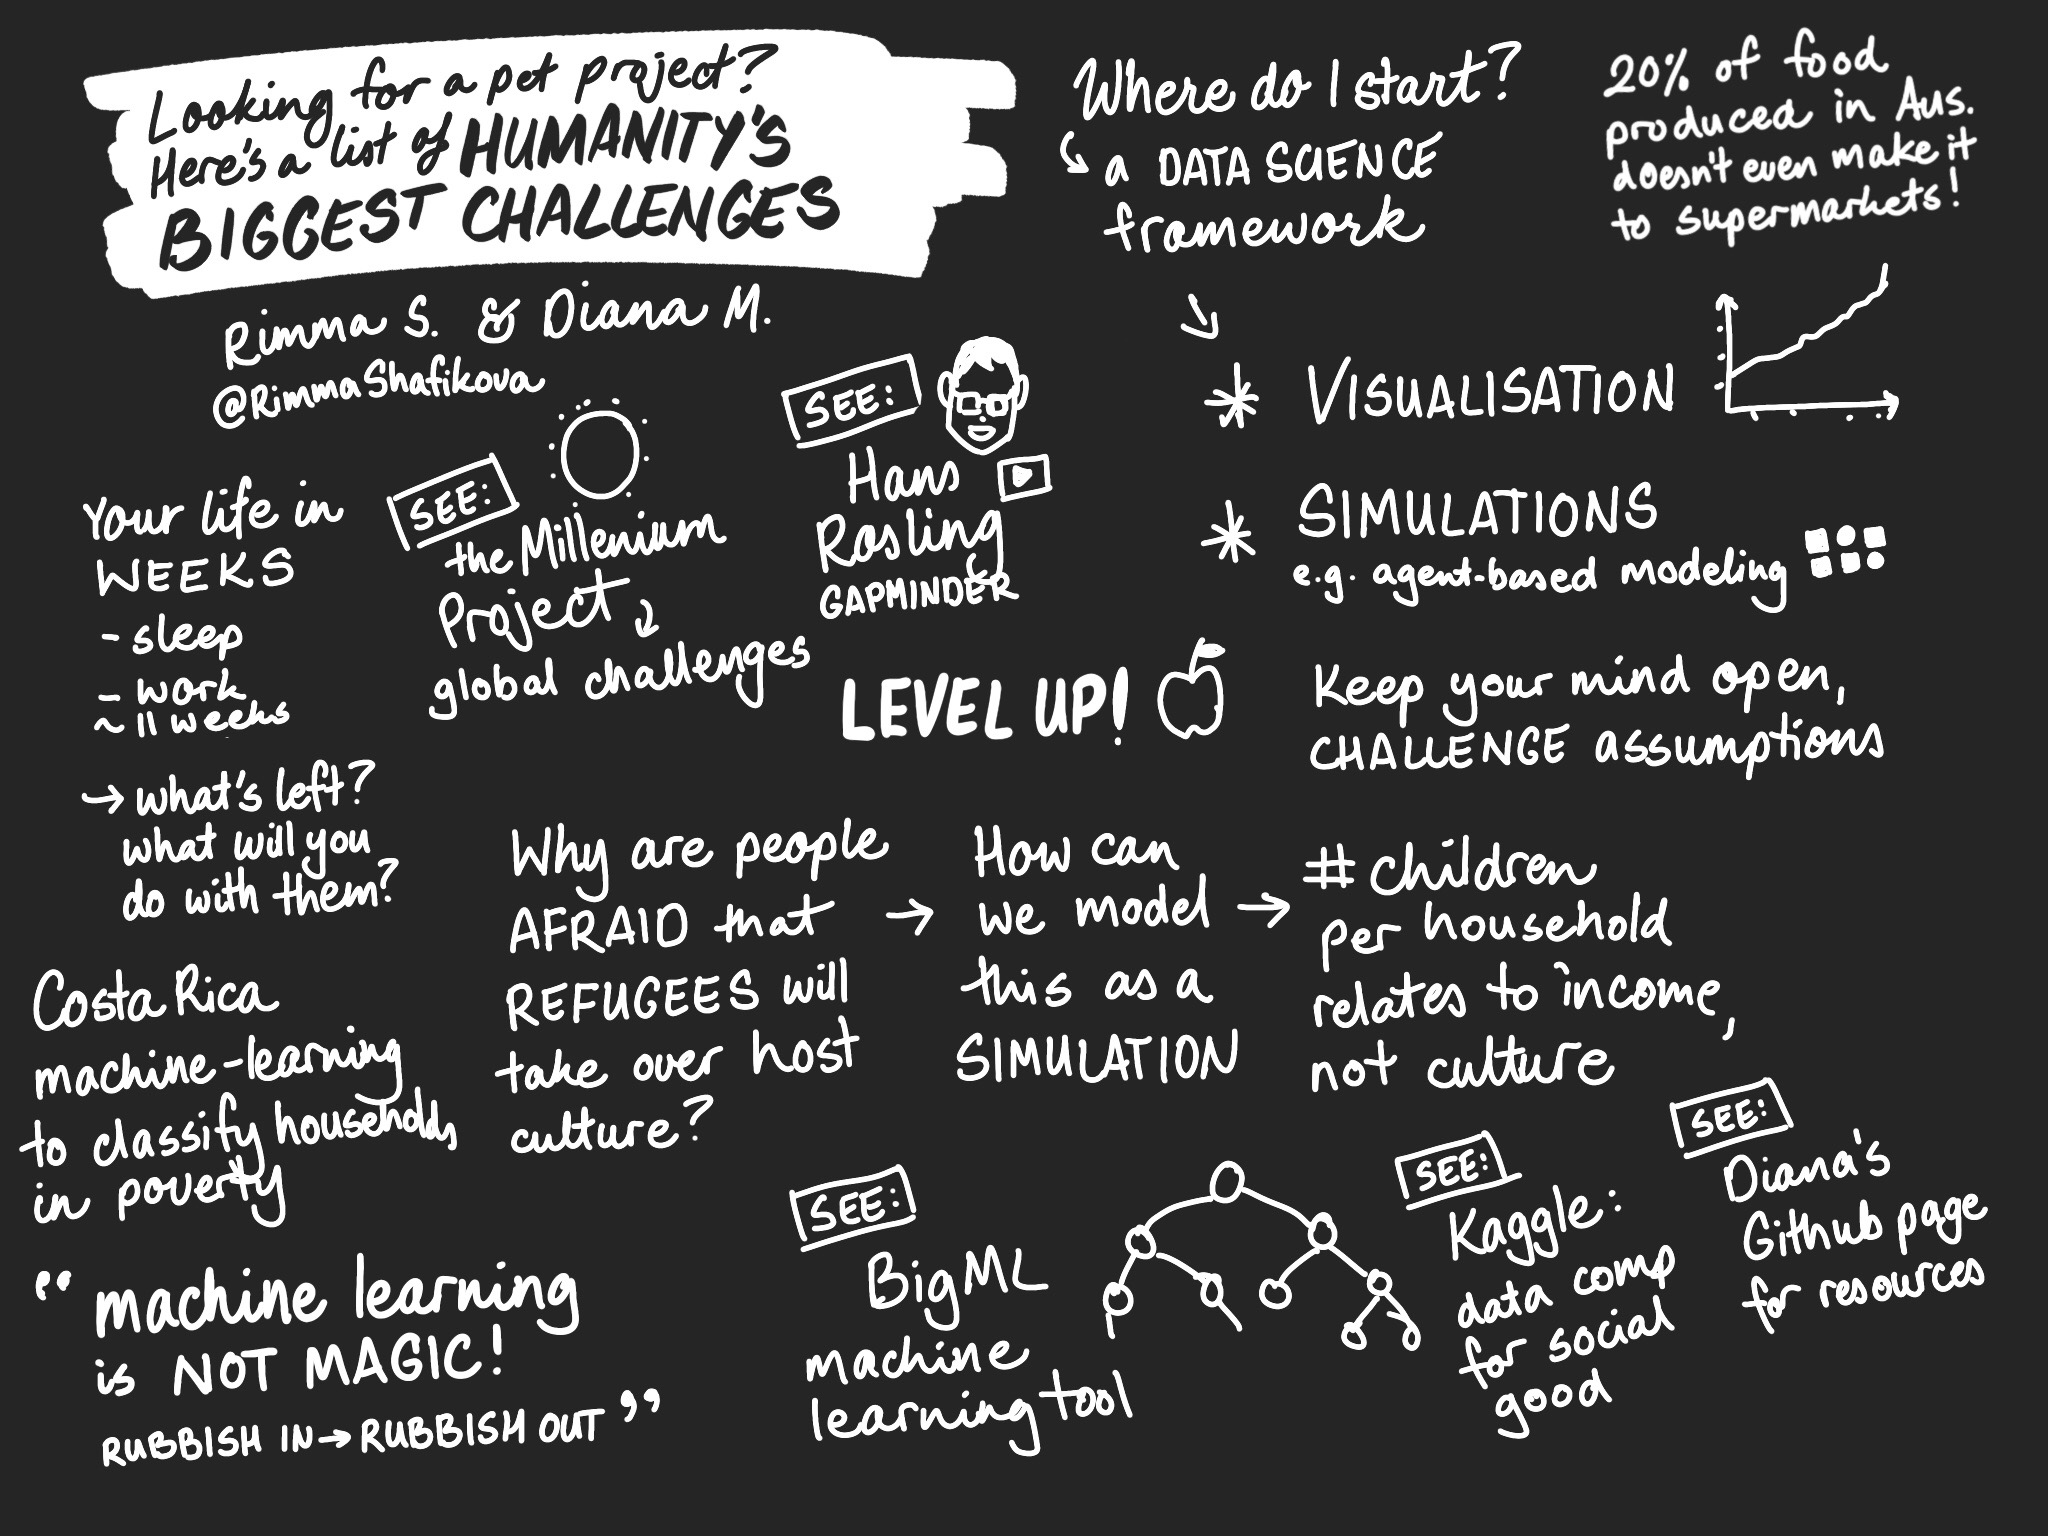 Looking for a pet project?
Here's a list of HUMANITY'S
BIGGEST CHALLENGES
Rimma S. & Diana M.
@RimmaShafikova
Where do I start?
a DATA SCIENCE
framework
20% of food
produced in Aus.
doesn't even make it
to supermarkets!
VISUALISATION
SIMULATIONS
e.g. agent-based modeling
Your life in
WEEKS
- sleep
- work
~ 11 weeks
→ what's left?
what will you
do with them?
SEE:
the Millenium
Project
global challenges
SEE:
Hans
Rosling
GAPMINDER
LEVEL UP!
Keep your mind open,
CHALLENGE assumptions
Why are people
AFRAID that
REFUGEES will
take over host
culture?
→ How can
we model
this as a
SIMULATION
→ # children
per household
relates to income,
not culture
Costa Rica
machine-learning
to classify households
in poverty
"machine learning
is NOT MAGIC!
RUBBISH IN → RUBBISH OUT"
SEE:
BigML
machine
learning tool
SEE:
Kaggle:
data comp
for social
good
SEE:
Diana's
Github page
for resources